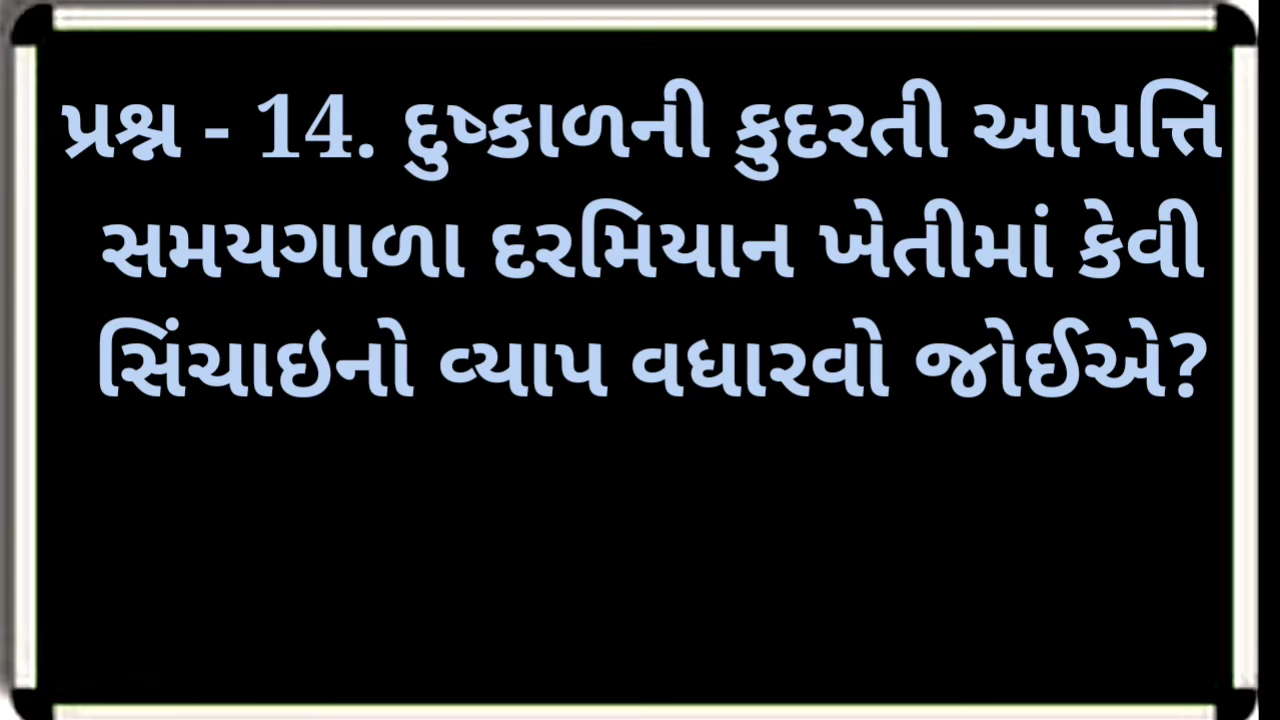 પ્રશ્ન - 14. દુષ્કાળની કુદરતી આપત્તિ
સમયગાળા દરમિયાન ખેતીમાં કેવી
સિંચાઇનો વ્યાપ વધારવો જોઈએ?